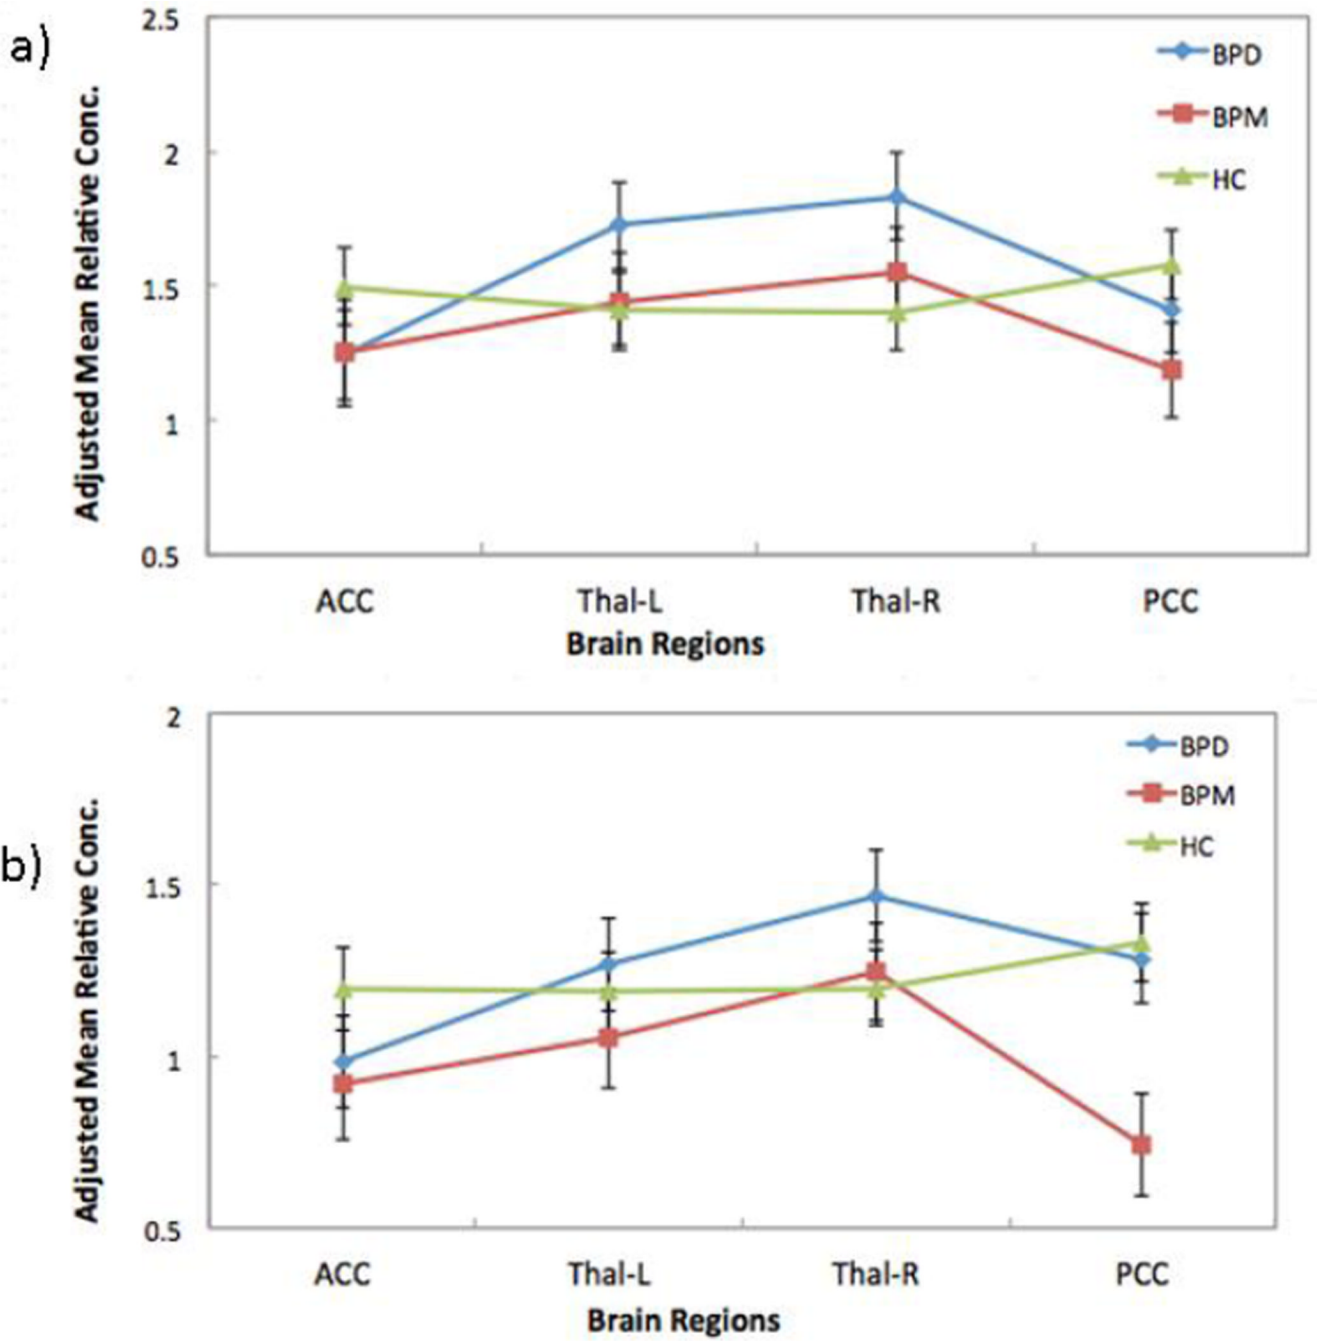 a)
2.5
2
1.5
1
0.5
Adjusted Mean Relative Conc.
BPD
BPM
HC
ACC Thal-L Thal-R PCC
Brain Regions
b)
2
1.5
1
0.5
Adjusted Mean Relative Conc.
BPD
BPM
HC
ACC Thal-L Thal-R PCC
Brain Regions